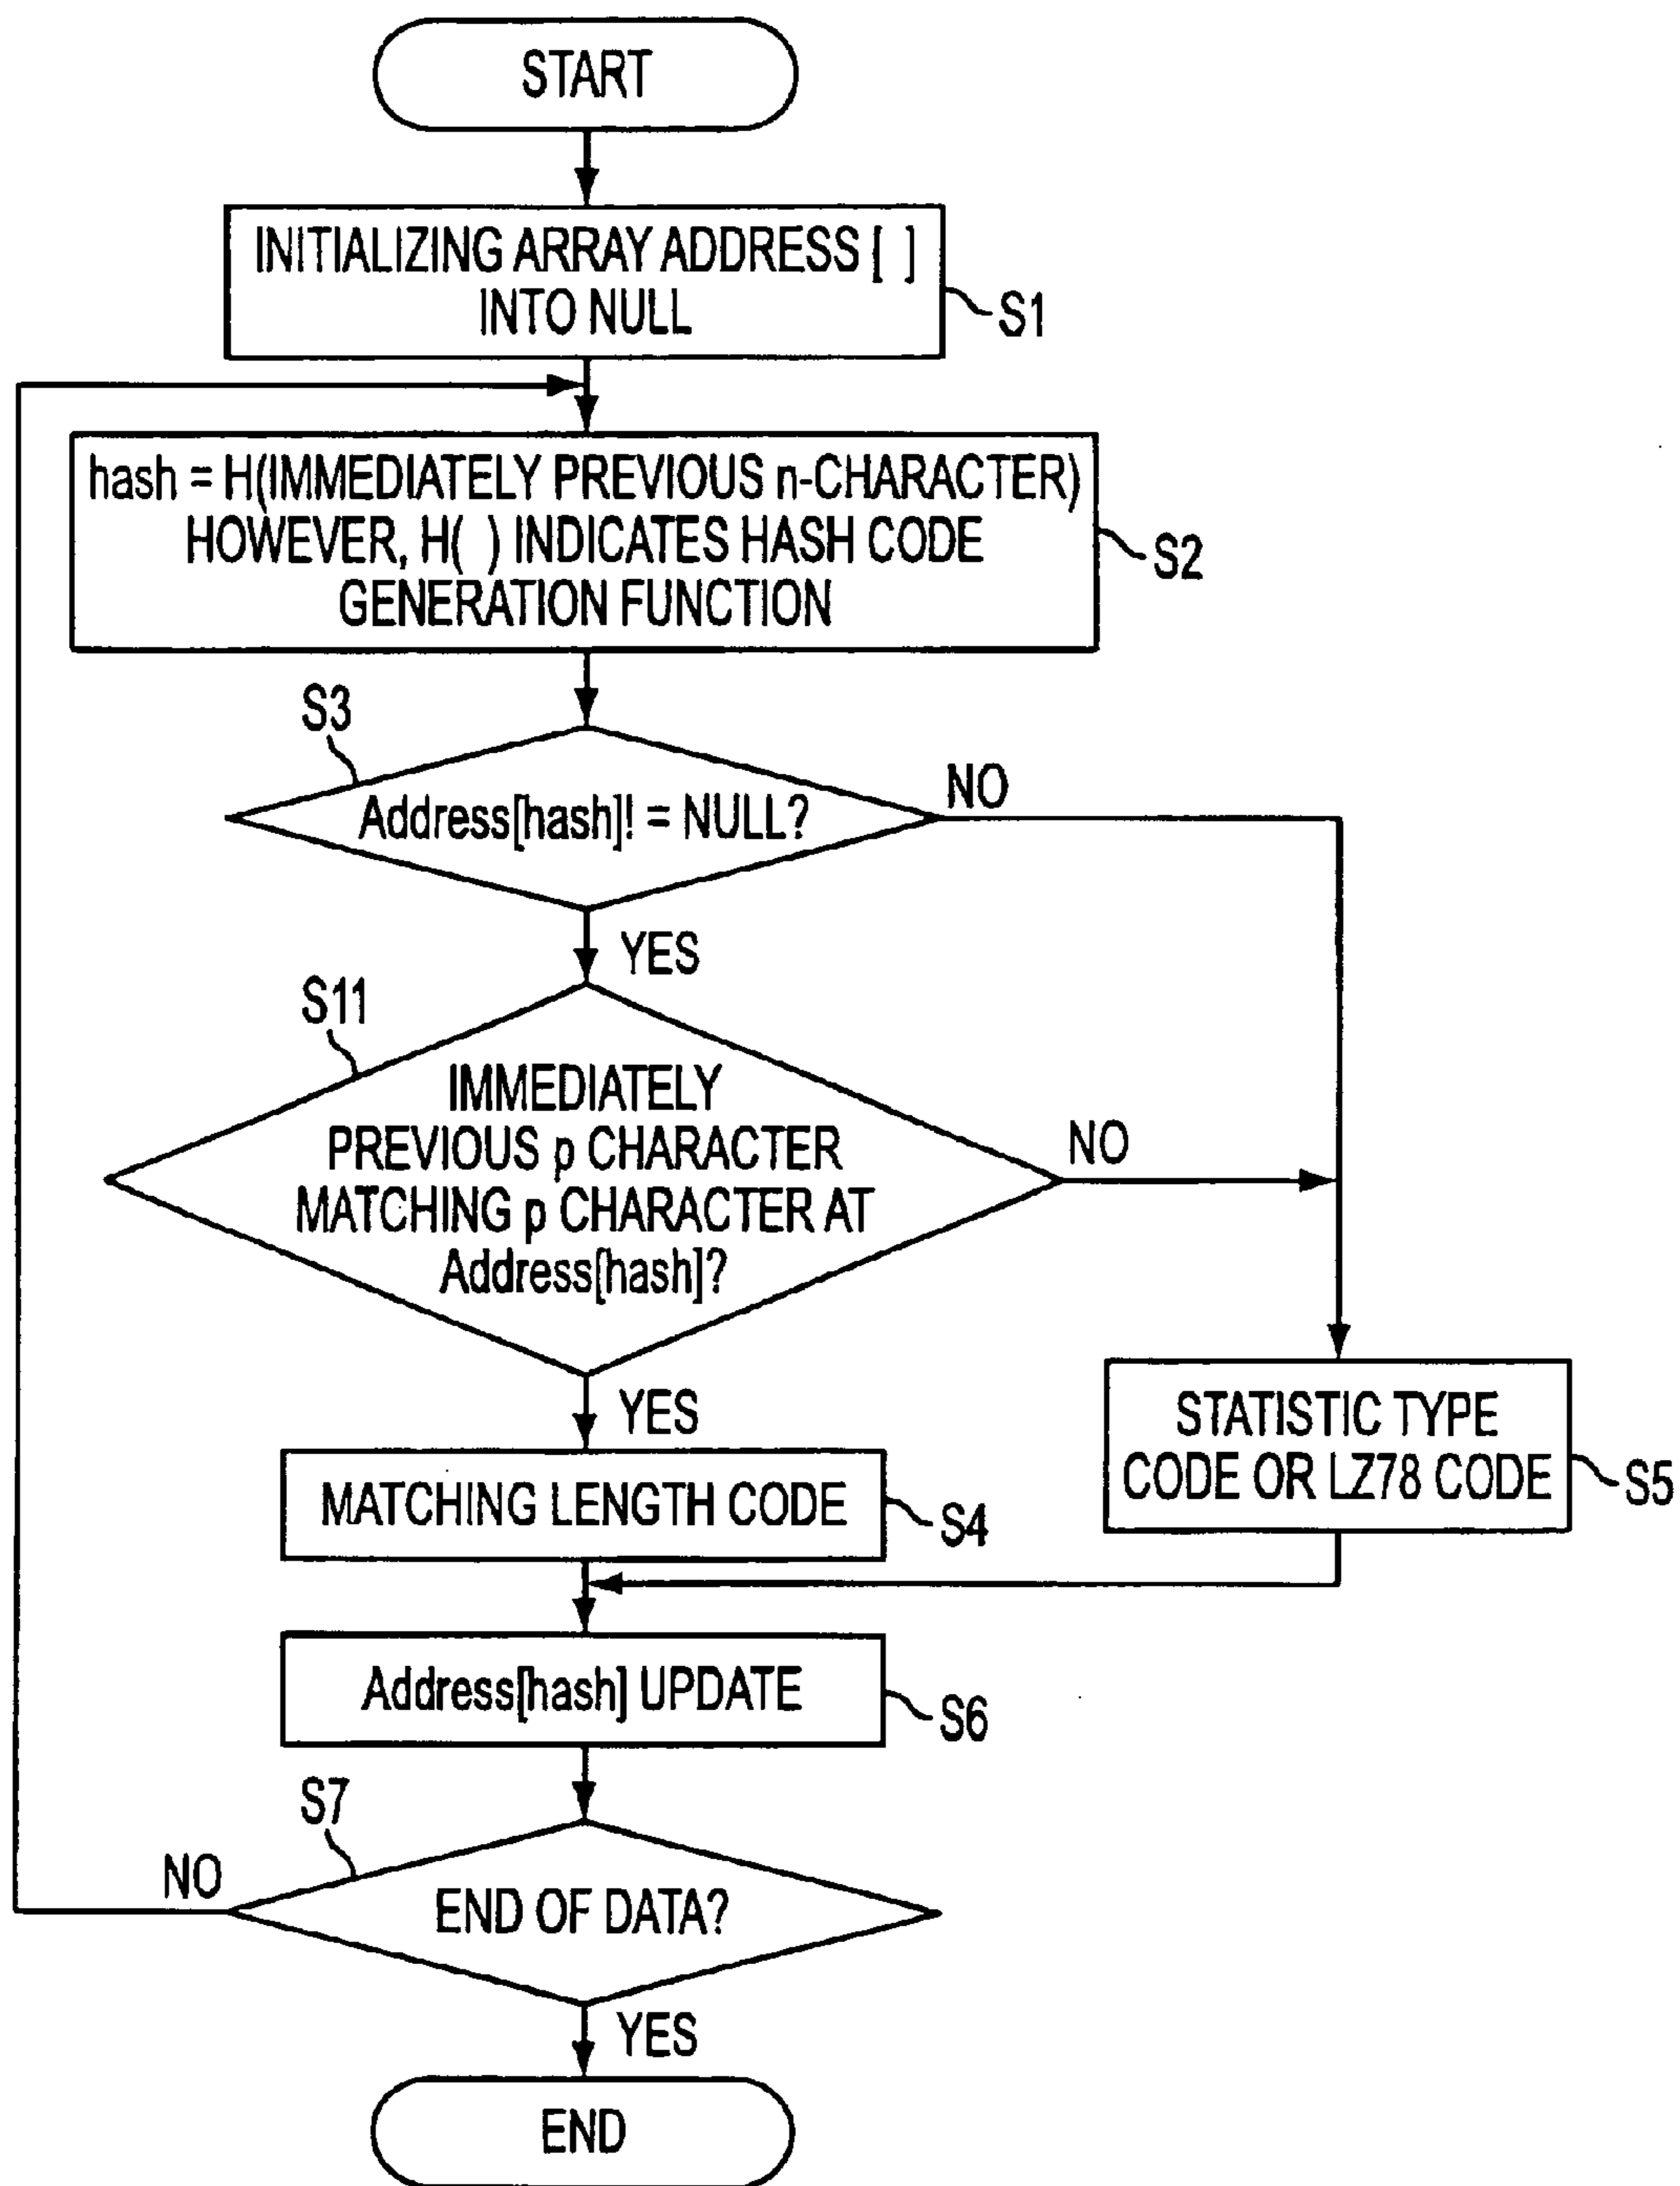 START
INITIALIZING ARRAY ADDRESS [ ]
INTO NULL
S1
hash = H(IMMEDIATELY PREVIOUS n-CHARACTER)
HOWEVER, H( ) INDICATES HASH CODE
GENERATION FUNCTION
S2
S3
Address[hash]! = NULL?
NO
YES
S11
IMMEDIATELY
PREVIOUS p CHARACTER
MATCHING p CHARACTER AT
Address[hash]?
NO
YES
MATCHING LENGTH CODE
S4
STATISTIC TYPE
CODE OR LZ78 CODE
S5
Address[hash] UPDATE
S6
S7
NO
END OF DATA?
YES
END